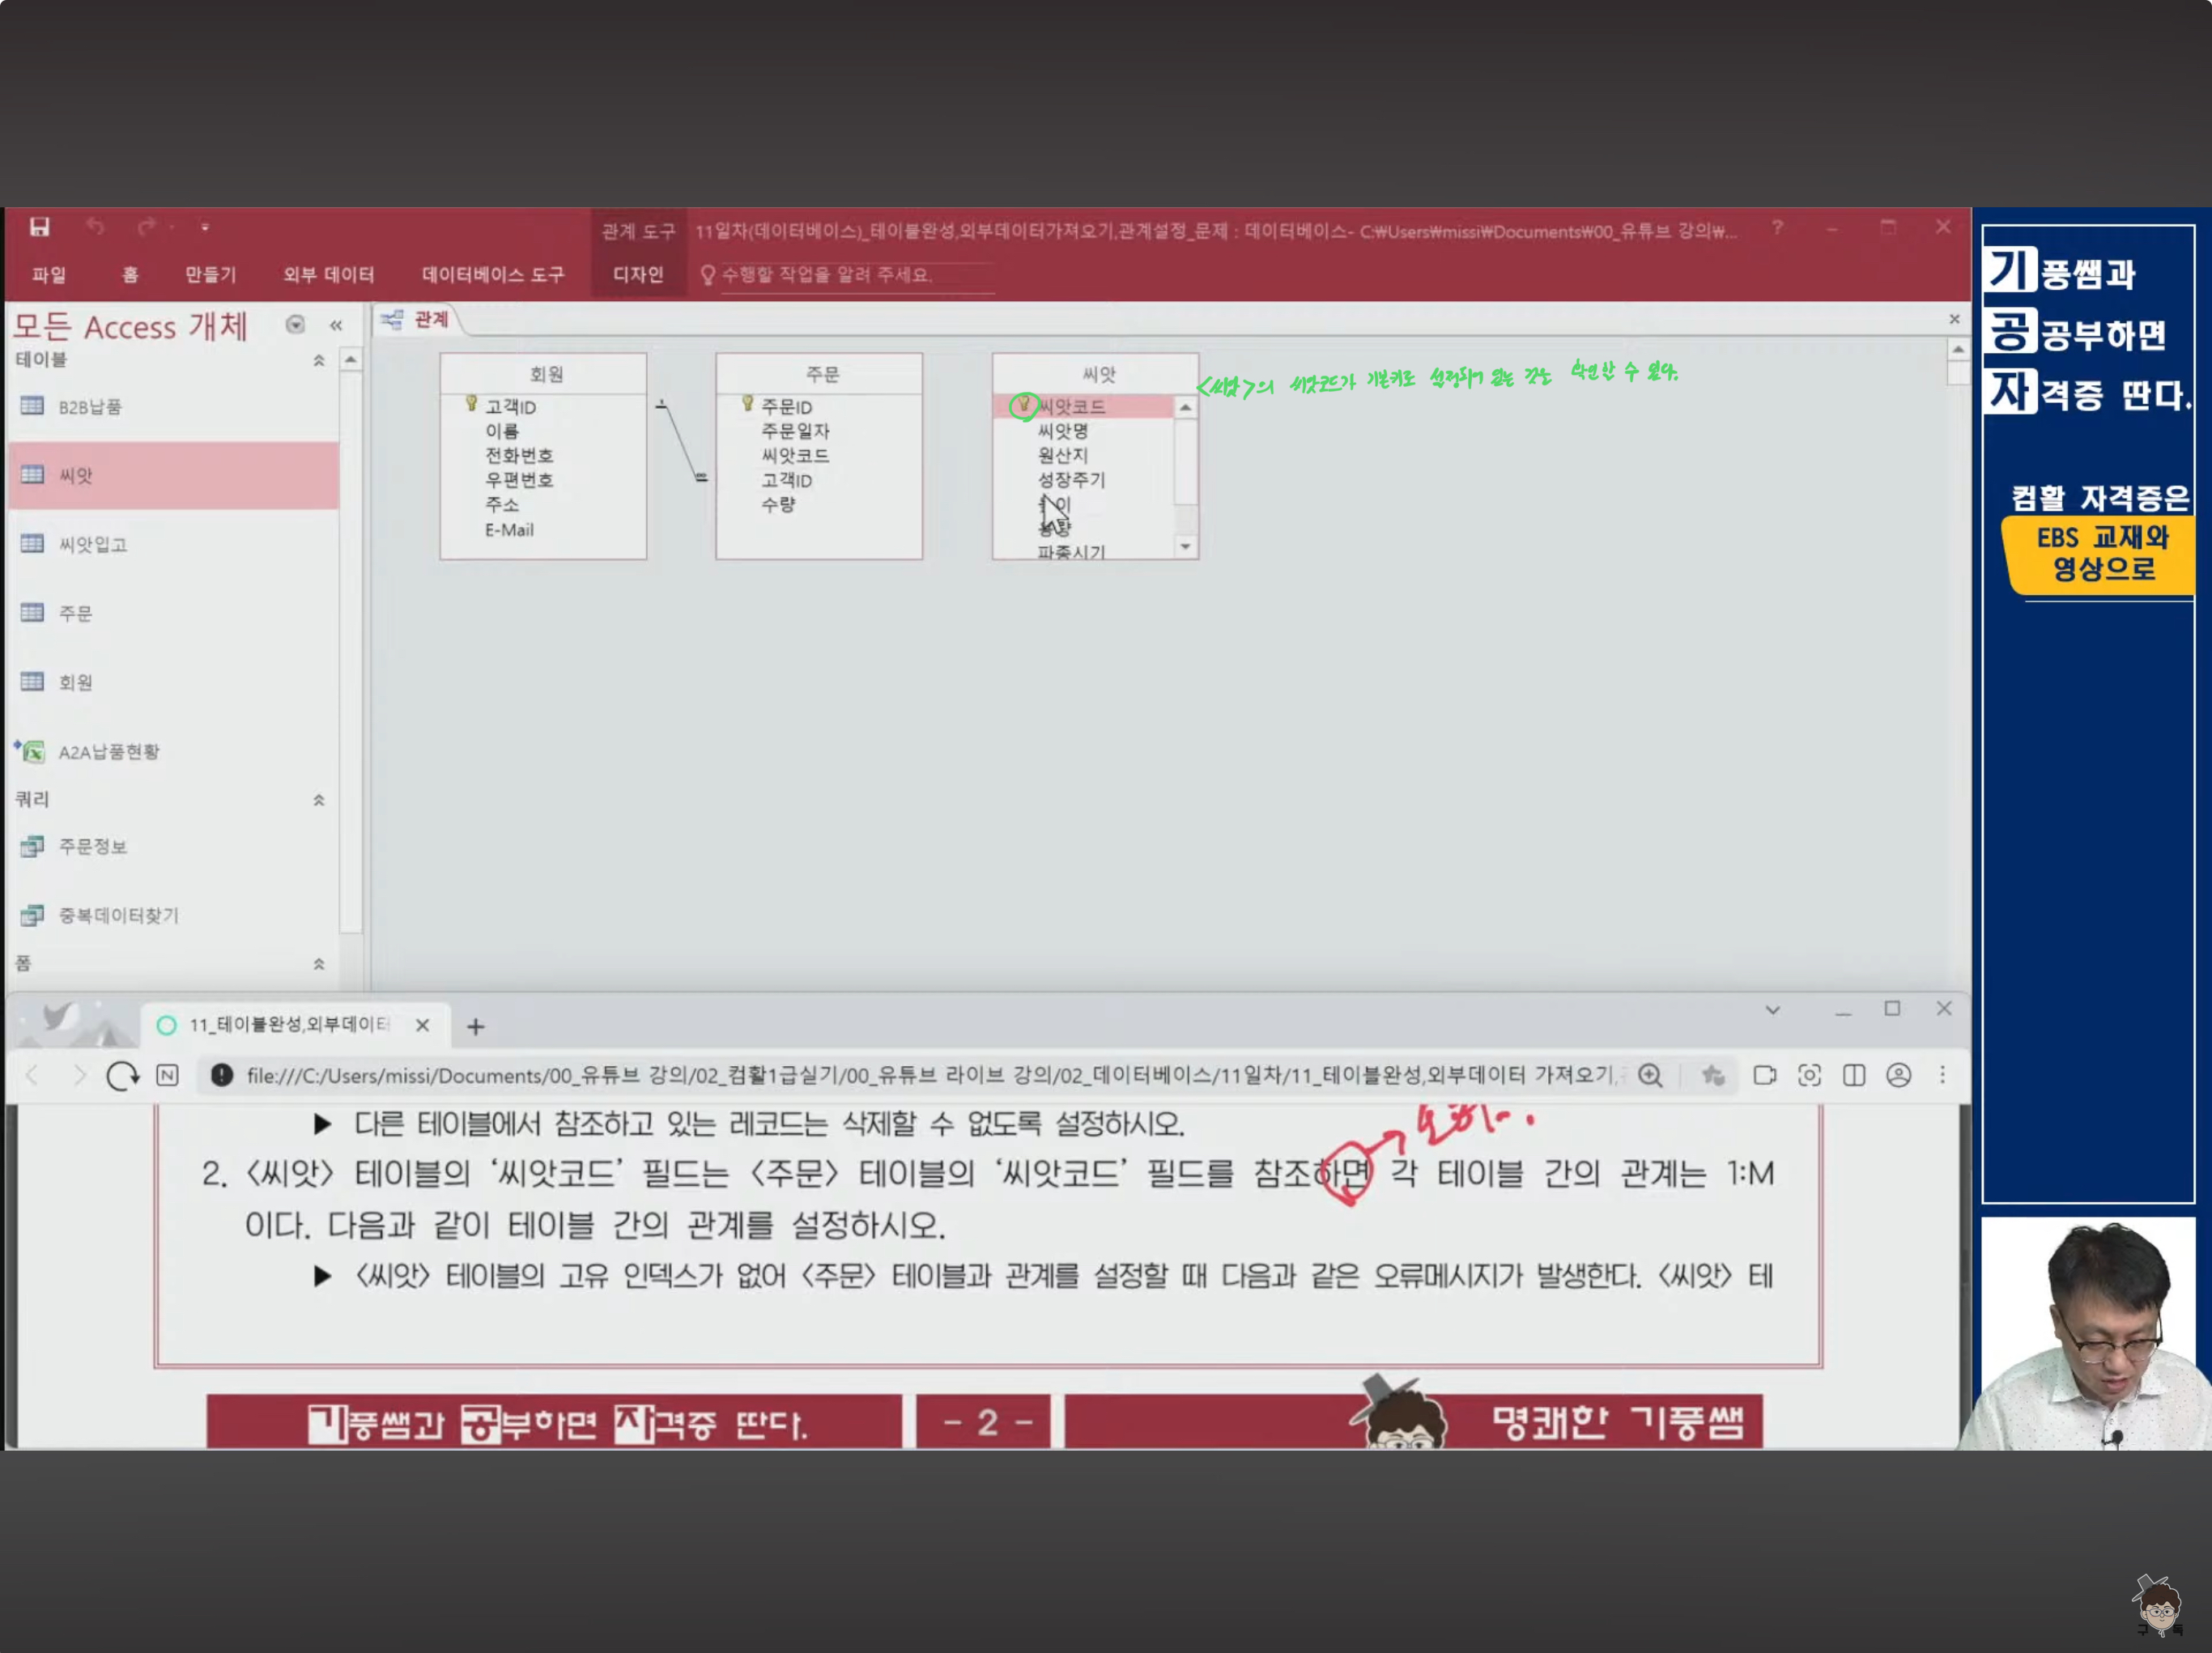 관계 도구
11일차(데이터베이스)_테이블완성,외부데이터가져오기,관계설정_문제 : 데이터베이스- C:₩Users₩missi₩Documents₩00_유튜브 강의₩...
파일 홈 만들기 외부 데이터 데이터베이스 도구 디자인 수행할 작업을 알려 주세요.
모든 Access 개체
테이블
B2B납품
씨앗
씨앗입고
주문
회원
A2A납품현황
쿼리
주문정보
중복데이터찾기
폼
관계
회원
고객ID
이름
전화번호
우편번호
주소
E-Mail
1
∞
주문
주문ID
주문일자
씨앗코드
고객ID
수량
씨앗
씨앗코드
씨앗명
원산지
성장주기
파종시기
<씨앗>의 씨앗코드가 기본키로 설정되어 있는 것을 확인할 수 있다.
11_테이블완성,외부데이터
file:///C:/Users/missi/Documents/00_유튜브 강의/02_컴활1급실기/00_유튜브 라이브 강의/02_데이터베이스/11일차/11_테이블완성,외부데이터 가져오기,
▶ 다른 테이블에서 참조하고 있는 레코드는 삭제할 수 없도록 설정하시오.
2. 〈씨앗〉 테이블의 ‘씨앗코드’ 필드는 〈주문〉 테이블의 ‘씨앗코드’ 필드를 참조하면 각 테이블 간의 관계는 1:M
이다. 다음과 같이 테이블 간의 관계를 설정하시오.
▶ 〈씨앗〉 테이블의 고유 인덱스가 없어 〈주문〉 테이블과 관계를 설정할 때 다음과 같은 오류메시지가 발생한다. 〈씨앗〉 테
기풍쌤과 공부하면 자격증 딴다.
- 2 -
명쾌한 기풍쌤
기풍쌤과
공공부하면
자격증 딴다.
컴활 자격증은
EBS 교재와
영상으로
구 독